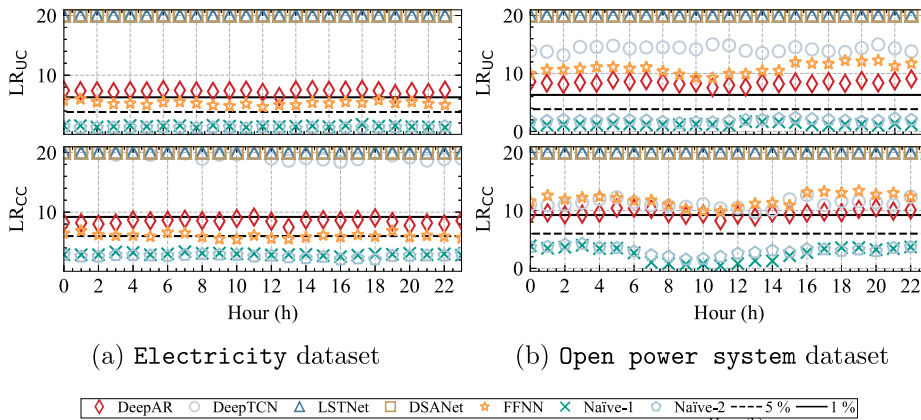 20
10
LR_UC
20
10
LR_CC
0 2 4 6 8 10 12 14 16 18 20 22
Hour (h)
20
10
0
LR_UC
20
10
0
LR_CC
0 2 4 6 8 10 12 14 16 18 20 22
Hour (h)
(a) Electricity dataset
(b) Open power system dataset
DeepAR DeepTCN LSTNet DSANet FFNN Naïve-1 Naïve-2 5 % 1 %